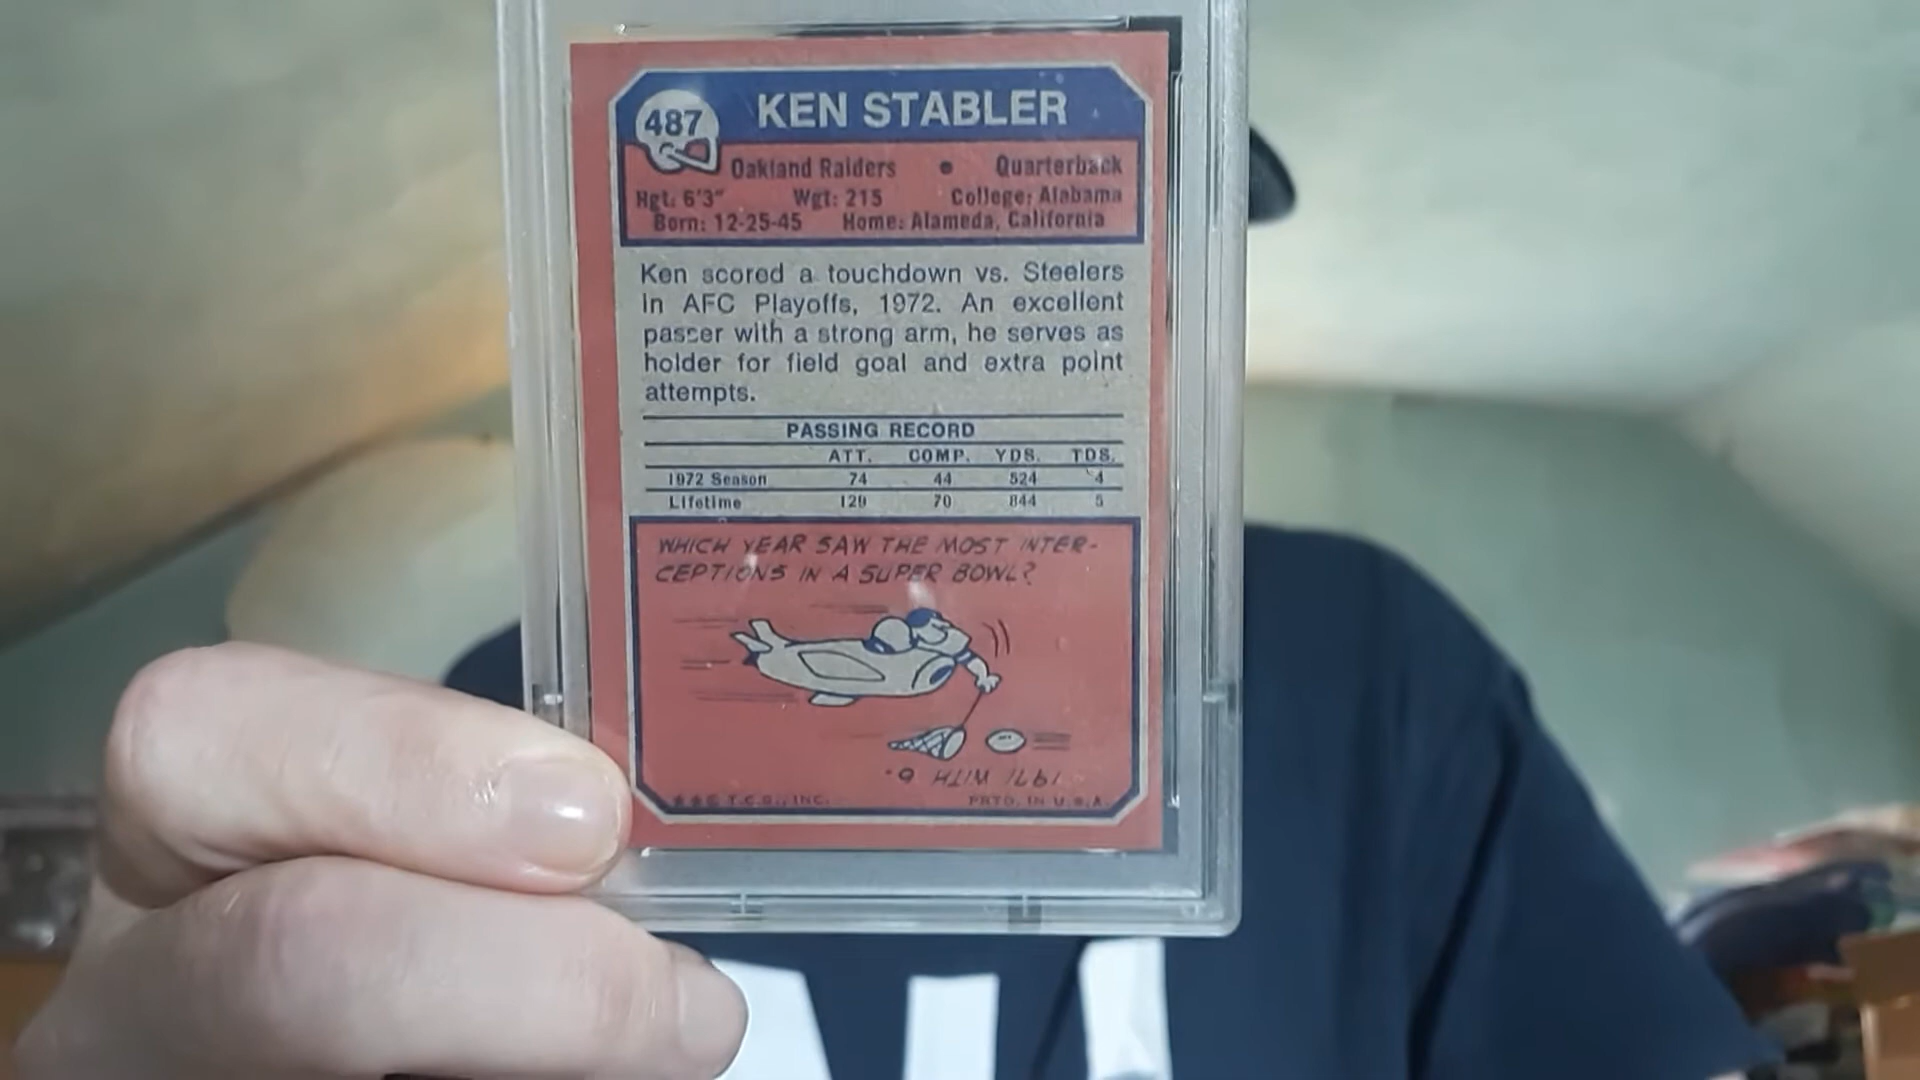 487
KEN STABLER
Oakland Raiders • Quarterback
Hgt: 6'3" Wgt: 215 College: Alabama
Born: 12-25-45 Home: Alameda, California
Ken scored a touchdown vs. Steelers
in AFC Playoffs, 1972. An excellent
passer with a strong arm, he serves as
holder for field goal and extra point
attempts.
PASSING RECORD
ATT. COMP. YDS. TDS.
1972 Season 74 44 524 4
Lifetime 129 70 844 5
WHICH YEAR SAW THE MOST INTER-
CEPTIONS IN A SUPER BOWL?
1971 WITH 6.
★★© T.C.G., INC. PRTD. IN U.S.A.